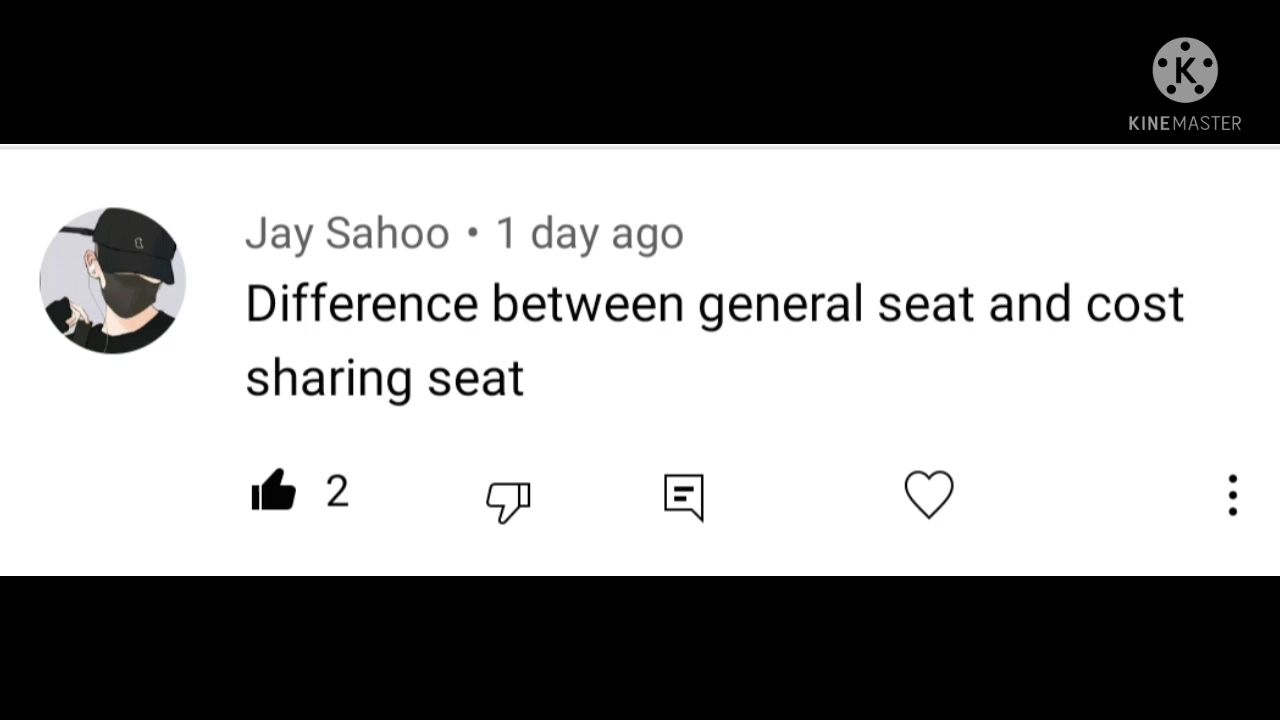 KINEMASTER
Jay Sahoo • 1 day ago
Difference between general seat and cost
sharing seat
2